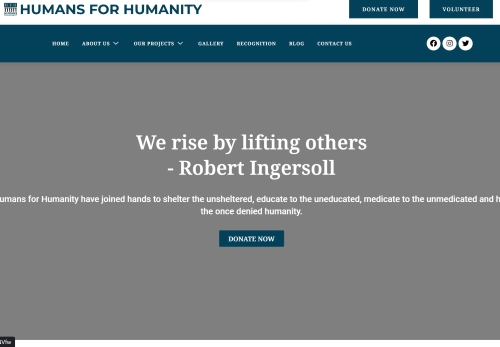 HUMANS FOR HUMANITY
DONATE NOW
VOLUNTEER
HOME
ABOUT US
OUR PROJECTS
GALLERY
RECOGNITION
BLOG
CONTACT US
We rise by lifting others
- Robert Ingersoll
for Humanity have joined hands to shelter the unsheltered, educate to the uneducated, medicate to the unmedicated and
the once denied humanity.
DONATE NOW